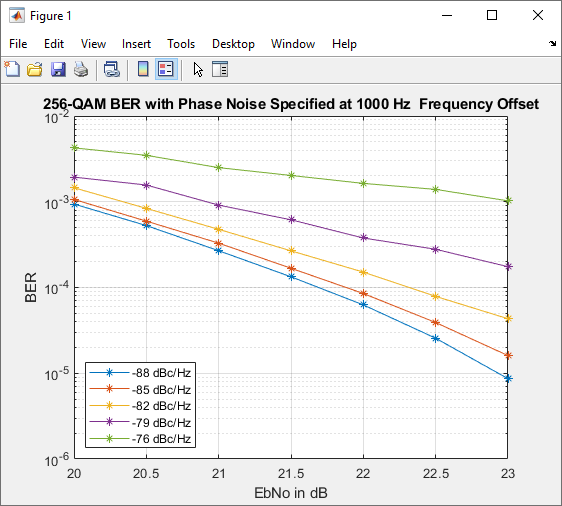 Figure 1
File Edit View Insert Tools Desktop Window Help
256-QAM BER with Phase Noise Specified at 1000 Hz  Frequency Offset
10-2
10-3
10-4
10-5
10-6
BER
-88 dBc/Hz
-85 dBc/Hz
-82 dBc/Hz
-79 dBc/Hz
-76 dBc/Hz
20 20.5 21 21.5 22 22.5 23
EbNo in dB